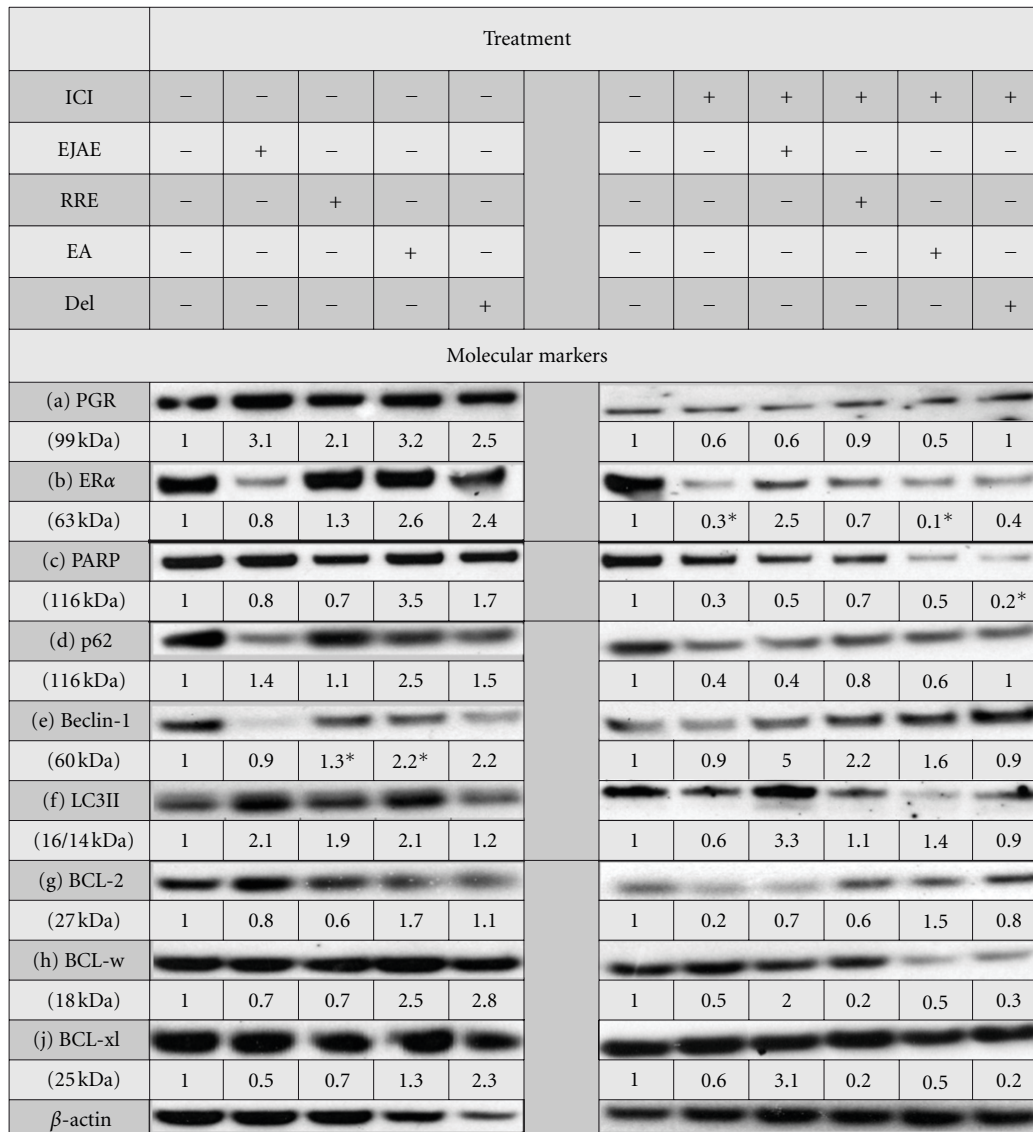 Treatment
ICI − − − − − − + + + + +
EJAE − + − − − − − + − − −
RRE − − + − − − − − + − −
EA − − − + − − − − − + −
Del − − − − + − − − − − +
Molecular markers
(a) PGR
(99 kDa) 1 3.1 2.1 3.2 2.5 1 0.6 0.6 0.9 0.5 1
(b) ERα
(63 kDa) 1 0.8 1.3 2.6 2.4 1 0.3* 2.5 0.7 0.1* 0.4
(c) PARP
(116 kDa) 1 0.8 0.7 3.5 1.7 1 0.3 0.5 0.7 0.5 0.2*
(d) p62
(116 kDa) 1 1.4 1.1 2.5 1.5 1 0.4 0.4 0.8 0.6 1
(e) Beclin-1
(60 kDa) 1 0.9 1.3* 2.2* 2.2 1 0.9 5 2.2 1.6 0.9
(f) LC3II
(16/14 kDa) 1 2.1 1.9 2.1 1.2 1 0.6 3.3 1.1 1.4 0.9
(g) BCL-2
(27 kDa) 1 0.8 0.6 1.7 1.1 1 0.2 0.7 0.6 1.5 0.8
(h) BCL-w
(18 kDa) 1 0.7 0.7 2.5 2.8 1 0.5 2 0.2 0.5 0.3
(j) BCL-xl
(25 kDa) 1 0.5 0.7 1.3 2.3 1 0.6 3.1 0.2 0.5 0.2
β-actin